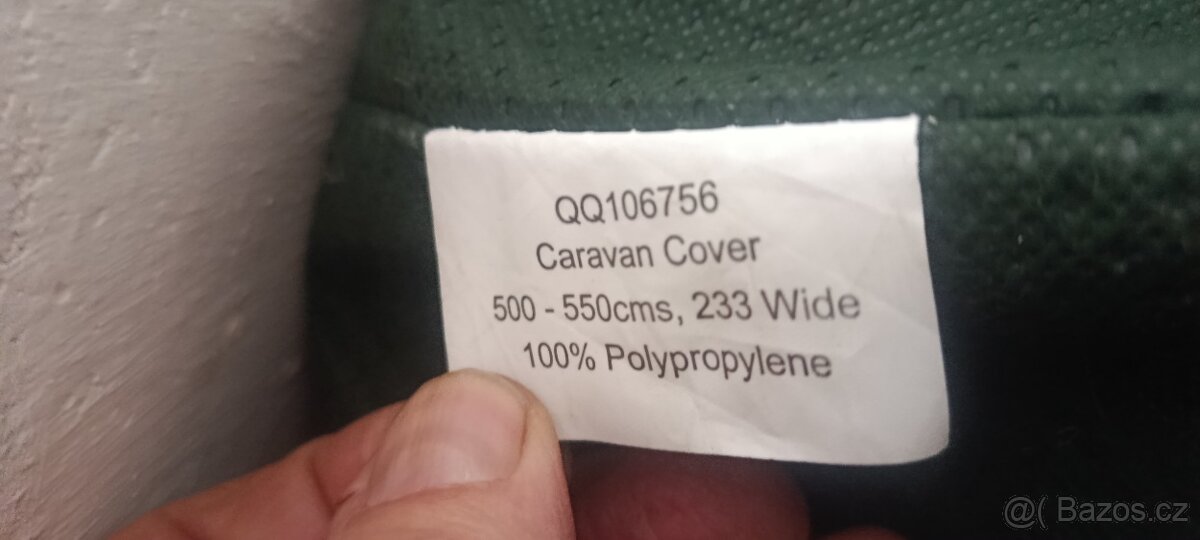 QQ106756
Caravan Cover
500 - 550cms, 233 Wide
100% Polypropylene
@( Bazos.cz